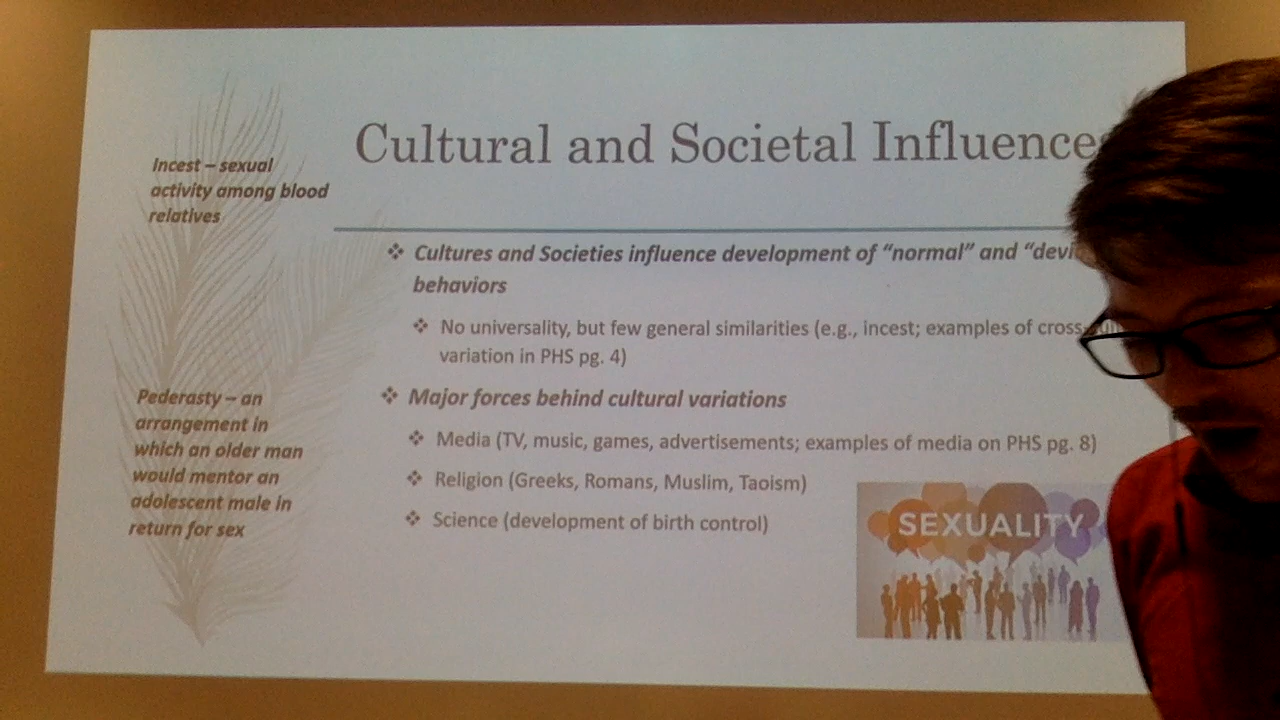 Cultural and Societal Influences
Incest – sexual
activity among blood
relatives
Cultures and Societies influence development of “normal” and “devi
behaviors
No universality, but few general similarities (e.g., incest; examples of cross
variation in PHS pg. 4)
Pederasty – an
arrangement in
which an older man
would mentor an
adolescent male in
return for sex
Major forces behind cultural variations
Media (TV, music, games, advertisements; examples of media on PHS pg. 8)
Religion (Greeks, Romans, Muslim, Taoism)
Science (development of birth control)
SEXUALITY